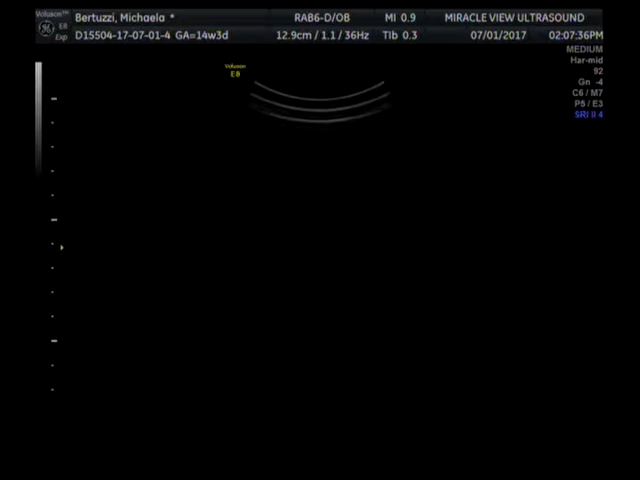 Voluson™ E8 Exp
Bertuzzi, Michaela * RAB6-D/OB MI 0.9 MIRACLE VIEW ULTRASOUND
D15504-17-07-01-4 GA=14w3d 12.9cm / 1.1 / 36Hz TIb 0.3 07/01/2017 02:07:36PM
MEDIUM
Har-mid
92
Gn -4
C6 / M7
P5 / E3
SRI II 4
Voluson
E8